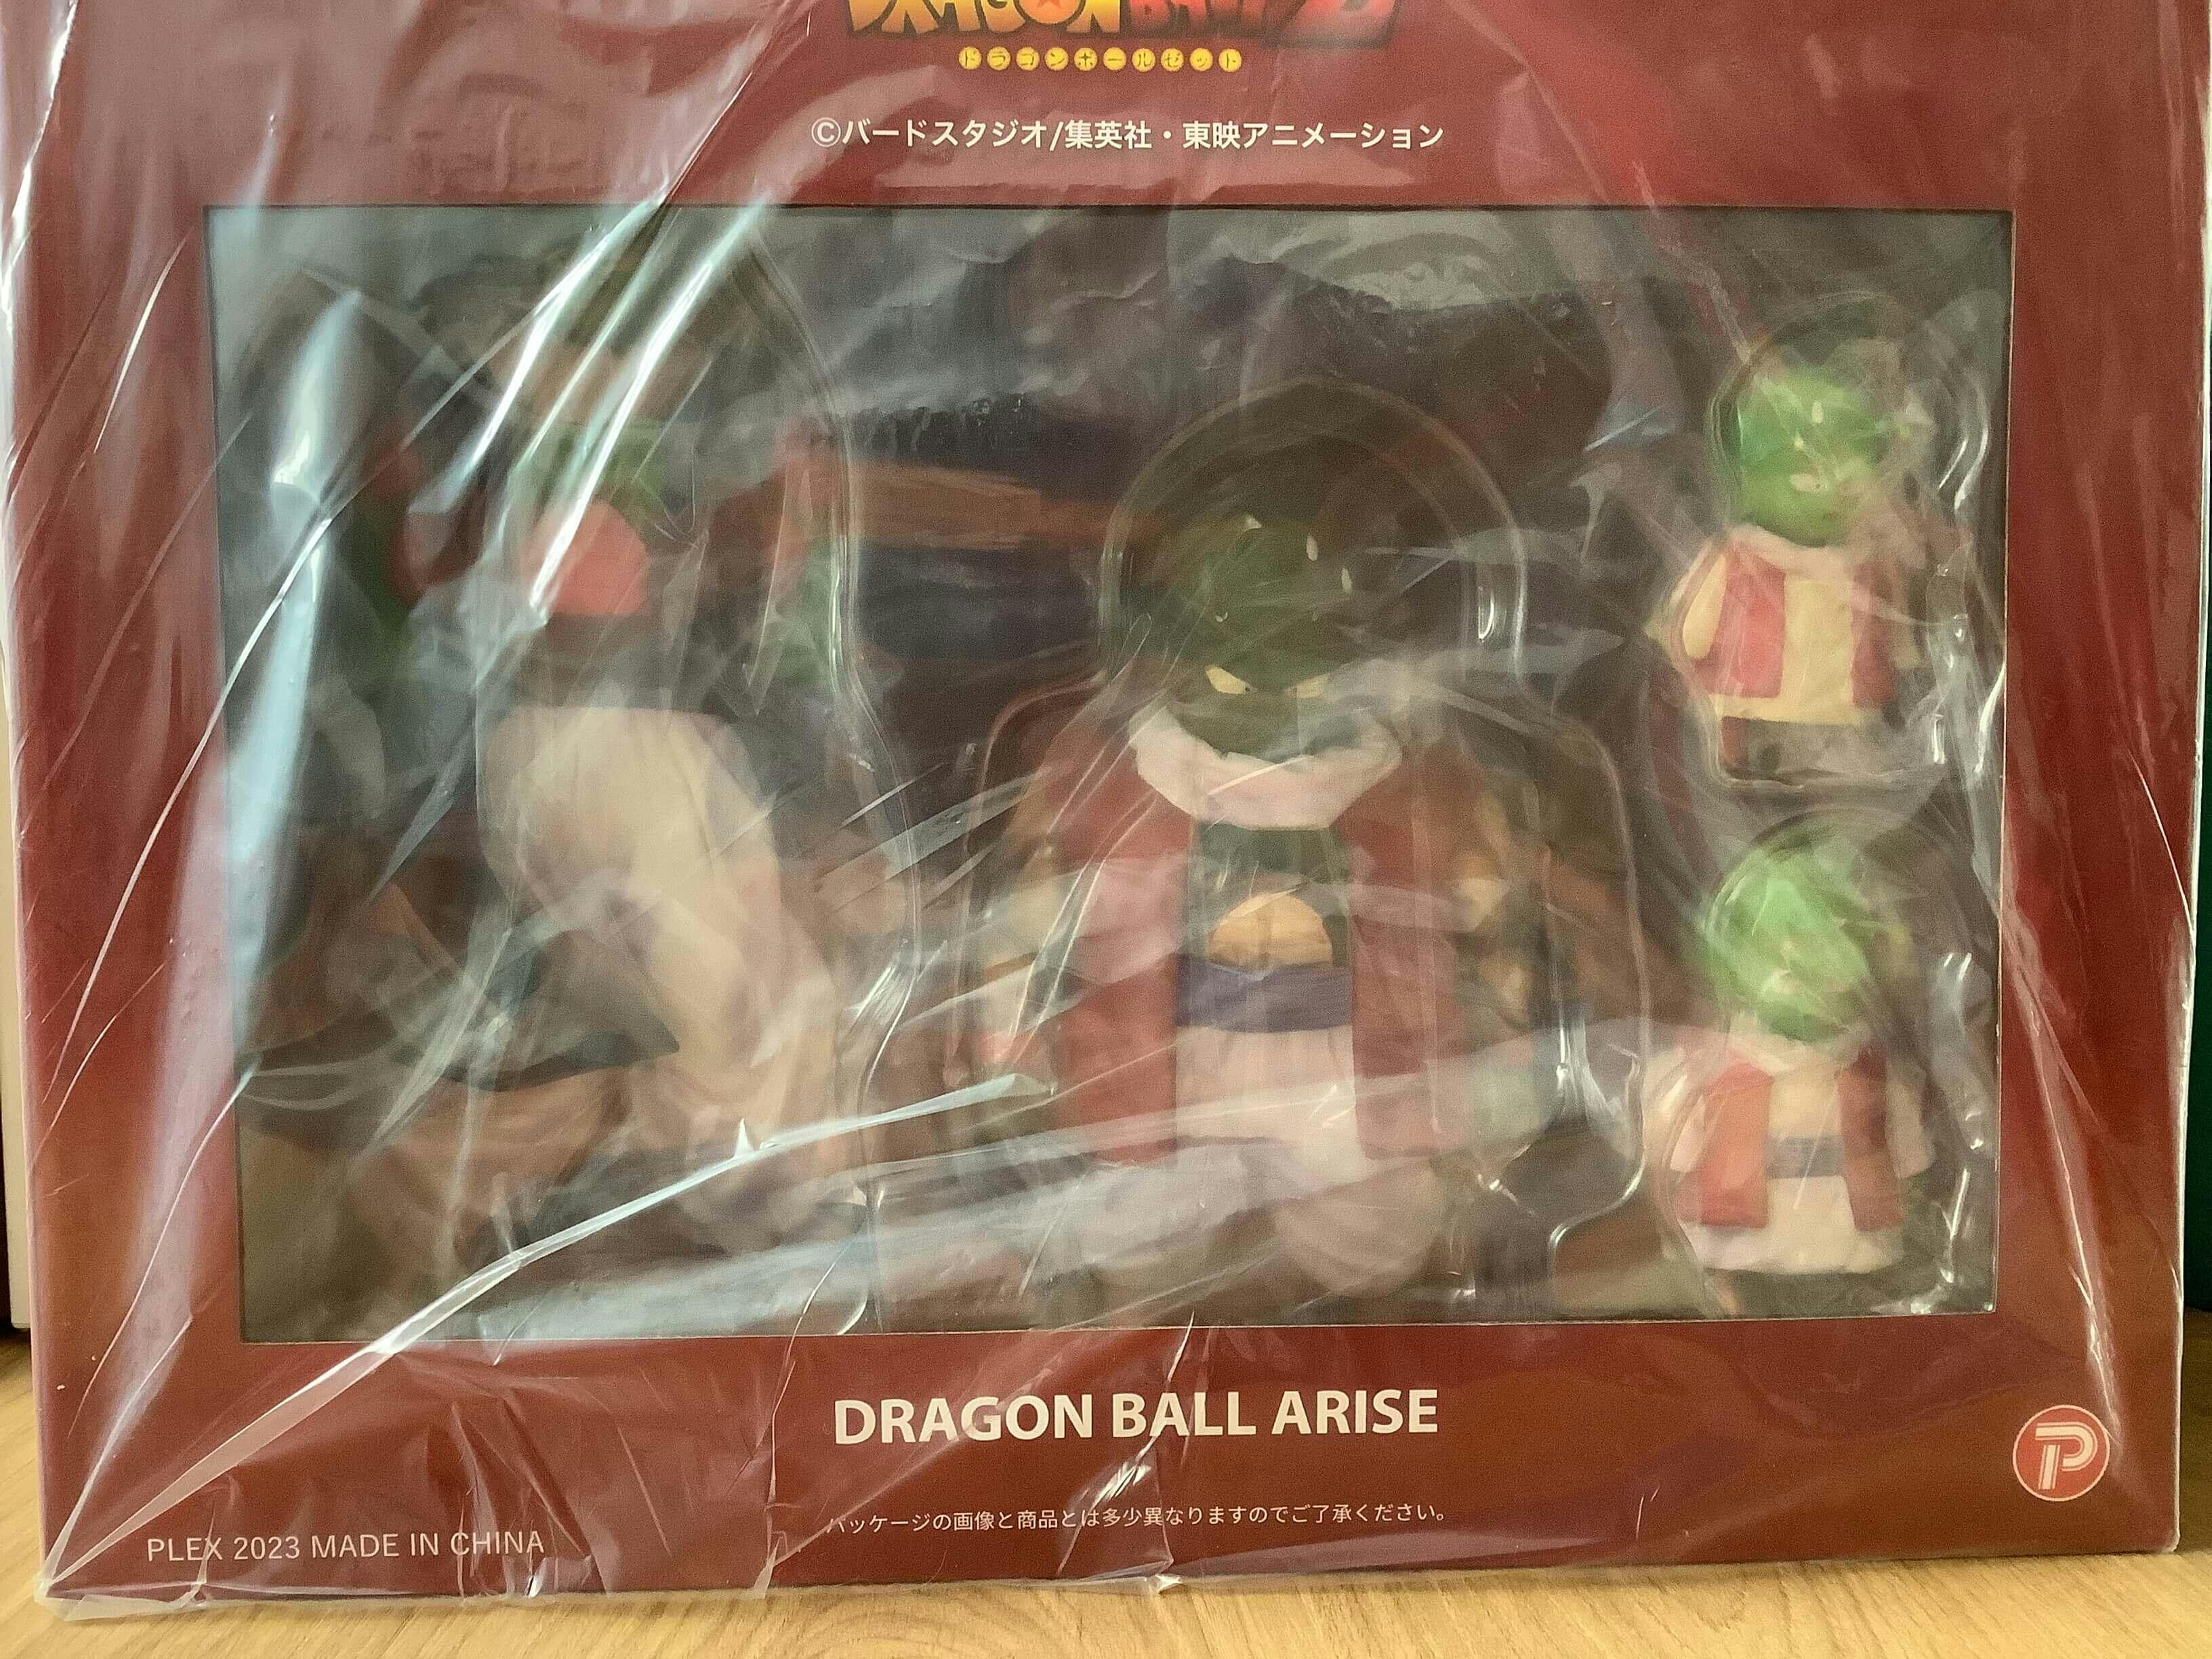 DRAGON BALL Z
ドラゴンボールゼット
©バードスタジオ/集英社・東映アニメーション
DRAGON BALL ARISE
P
パッケージの画像と商品とは多少異なりますのでご了承ください。
PLEX 2023 MADE IN CHINA